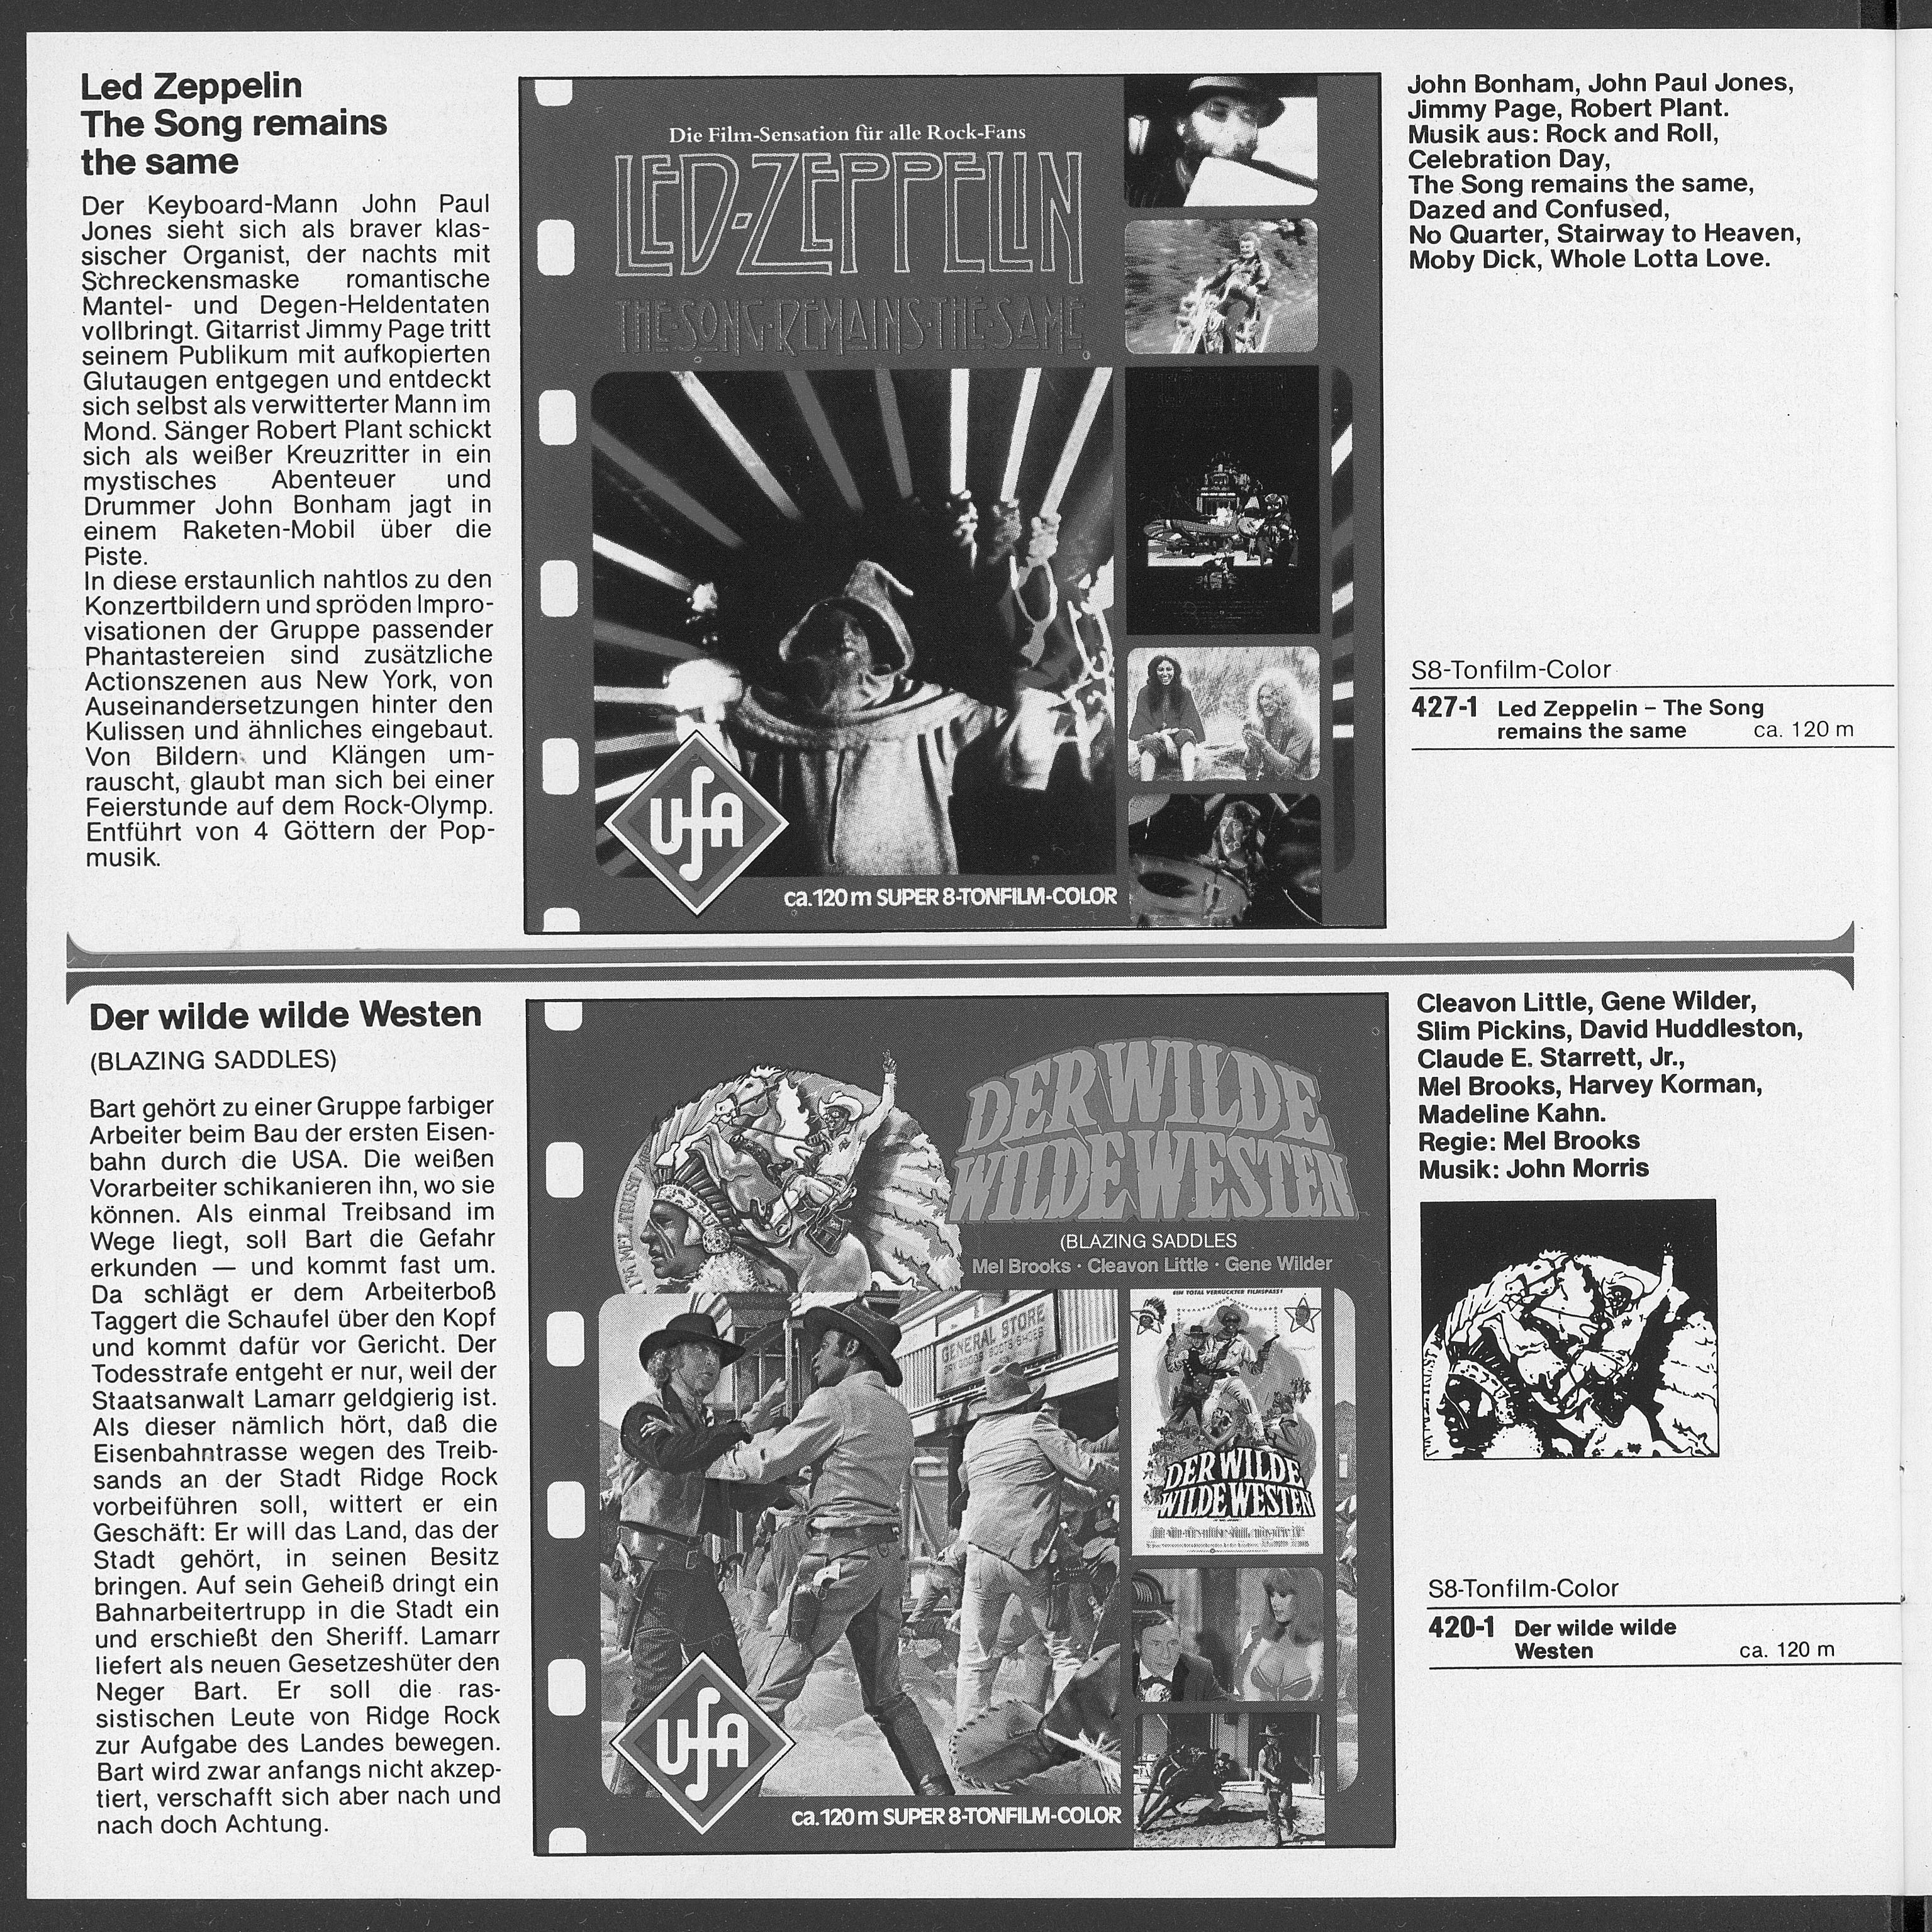 Led Zeppelin
The Song remains
the same
Der Keyboard-Mann John Paul
Jones sieht sich als braver klas-
sischer Organist, der nachts mit
Schreckensmaske romantische
Mantel- und Degen-Heldentaten
vollbringt. Gitarrist Jimmy Page tritt
seinem Publikum mit aufkopierten
Glutaugen entgegen und entdeckt
sich selbst als verwitterter Mann im
Mond. Sänger Robert Plant schickt
sich als weißer Kreuzritter in ein
mystisches Abenteuer und
Drummer John Bonham jagt in
einem Raketen-Mobil über die
Piste.
In diese erstaunlich nahtlos zu den
Konzertbildern und spröden Impro-
visationen der Gruppe passender
Phantastereien sind zusätzliche
Actionszenen aus New York, von
Auseinandersetzungen hinter den
Kulissen und ähnliches eingebaut.
Von Bildern und Klängen um-
rauscht, glaubt man sich bei einer
Feierstunde auf dem Rock-Olymp.
Entführt von 4 Göttern der Pop-
musik.
Die Film-Sensation für alle Rock-Fans
LED-ZEPPELIN
THE·SONG·REMAINS·THE·SAME
UfA
ca. 120 m SUPER 8-TONFILM-COLOR
John Bonham, John Paul Jones,
Jimmy Page, Robert Plant.
Musik aus: Rock and Roll,
Celebration Day,
The Song remains the same,
Dazed and Confused,
No Quarter, Stairway to Heaven,
Moby Dick, Whole Lotta Love.
S8-Tonfilm-Color
427-1 Led Zeppelin – The Song
remains the same ca. 120 m
Der wilde wilde Westen
(BLAZING SADDLES)
Bart gehört zu einer Gruppe farbiger
Arbeiter beim Bau der ersten Eisen-
bahn durch die USA. Die weißen
Vorarbeiter schikanieren ihn, wo sie
können. Als einmal Treibsand im
Wege liegt, soll Bart die Gefahr
erkunden — und kommt fast um.
Da schlägt er dem Arbeiterboß
Taggert die Schaufel über den Kopf
und kommt dafür vor Gericht. Der
Todesstrafe entgeht er nur, weil der
Staatsanwalt Lamarr geldgierig ist.
Als dieser nämlich hört, daß die
Eisenbahntrasse wegen des Treib-
sands an der Stadt Ridge Rock
vorbeiführen soll, wittert er ein
Geschäft: Er will das Land, das der
Stadt gehört, in seinen Besitz
bringen. Auf sein Geheiß dringt ein
Bahnarbeitertrupp in die Stadt ein
und erschießt den Sheriff. Lamarr
liefert als neuen Gesetzeshüter den
Neger Bart. Er soll die ras-
sistischen Leute von Ridge Rock
zur Aufgabe des Landes bewegen.
Bart wird zwar anfangs nicht akzep-
tiert, verschafft sich aber nach und
nach doch Achtung.
DER WILDE
WILDE WESTEN
(BLAZING SADDLES
Mel Brooks · Cleavon Little · Gene Wilder
GENERAL STORE
EIN TOTAL VERRÜCKTER FILMSPASS!
DER WILDE
WILDE WESTEN
UfA
ca. 120 m SUPER 8-TONFILM-COLOR
Cleavon Little, Gene Wilder,
Slim Pickins, David Huddleston,
Claude E. Starrett, Jr.,
Mel Brooks, Harvey Korman,
Madeline Kahn.
Regie: Mel Brooks
Musik: John Morris
S8-Tonfilm-Color
420-1 Der wilde wilde
Westen ca. 120 m